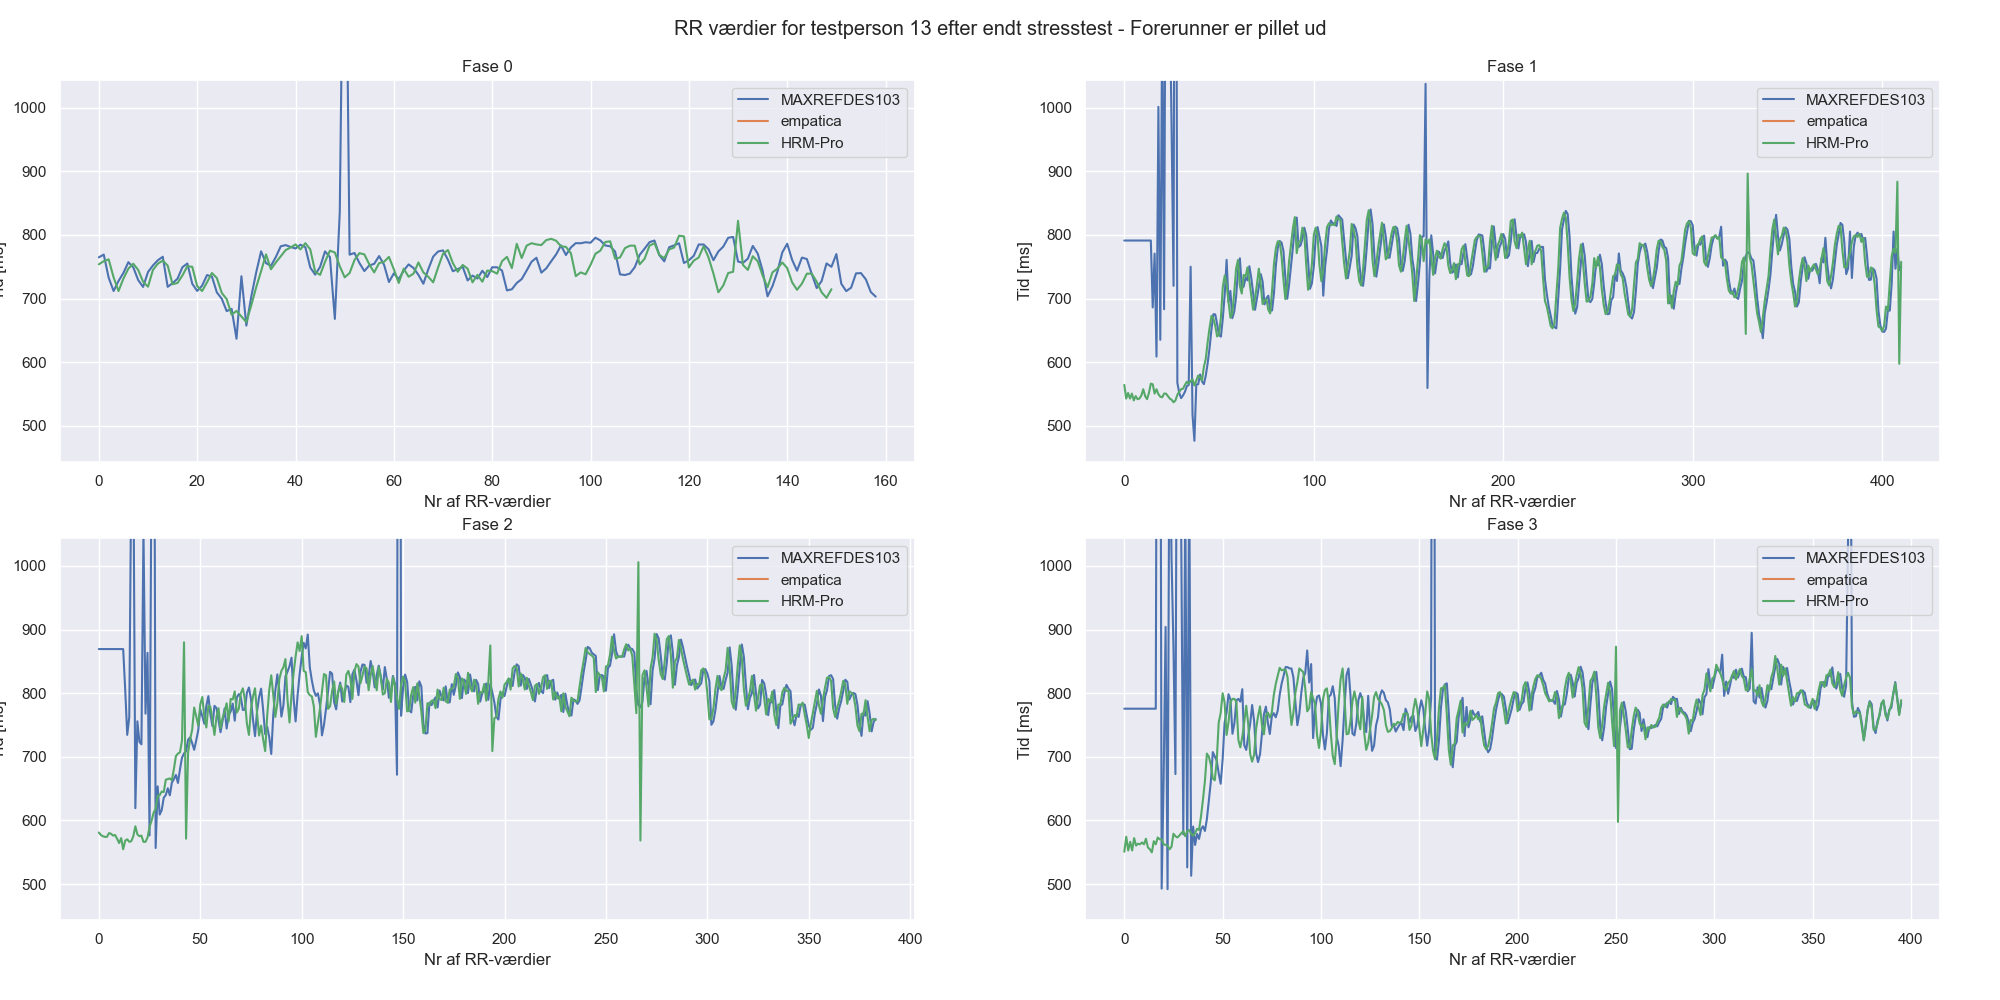 RR værdier for testperson 13 efter endt stresstest - Forerunner er pillet ud
Fase 0
1000
900
800
700
600
500
0 20 40 60 80 100 120 140 160
Nr af RR-værdier
MAXREFDES103
empatica
HRM-Pro
Fase 1
Tid [ms]
1000
900
800
700
600
500
0 100 200 300 400
Nr af RR-værdier
MAXREFDES103
empatica
HRM-Pro
Fase 2
1000
900
800
700
600
500
0 50 100 150 200 250 300 350 400
Nr af RR-værdier
MAXREFDES103
empatica
HRM-Pro
Fase 3
Tid [ms]
1000
900
800
700
600
500
0 50 100 150 200 250 300 350 400
Nr af RR-værdier
MAXREFDES103
empatica
HRM-Pro